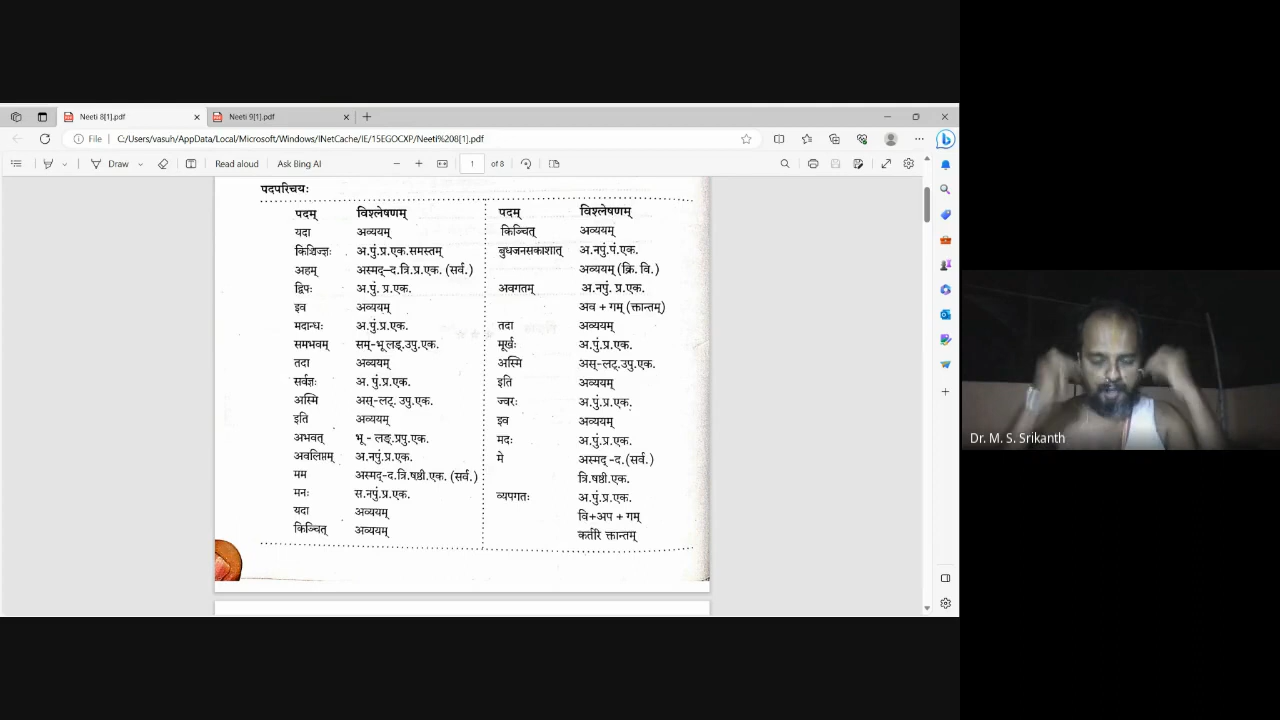 Neeti 8[1].pdf
Neeti 9[1].pdf
File C:/Users/vasuh/AppData/Local/Microsoft/Windows/INetCache/IE/15EGOCXP/Neeti%208[1].pdf
Draw Read aloud Ask Bing AI 1 of 8
पदपरिचयः
पदम् विश्लेषणम्
यदा अव्ययम्
किञ्चिज्ज्ञः अ.पुं.प्र.एक.समस्तम्
अहम् अस्मद्-द.त्रि.प्र.एक. (सर्व.)
द्विपः अ.पुं. प्र.एक.
इव अव्ययम्
मदान्धः अ.पुं.प्र.एक.
समभवम् सम्-भू लङ्.उपु.एक.
तदा अव्ययम्
सर्वज्ञः अ. पुं.प्र.एक.
अस्मि अस्-लट्. उपु.एक.
इति अव्ययम्
अभवत् भू - लङ्.प्रपु.एक.
अवलिप्तम् अ.नपुं.प्र.एक.
मम अस्मद्-द.त्रि.षष्ठी.एक. (सर्व.)
मनः स.नपुं.प्र.एक.
यदा अव्ययम्
किञ्चित् अव्ययम्
पदम् विश्लेषणम्
किञ्चित् अव्ययम्
बुधजनसकाशात् अ.नपुं.पं.एक.
अव्ययम् (क्रि. वि.)
अवगतम् अ.नपुं. प्र.एक.
अव + गम् (क्तान्तम्)
तदा अव्ययम्
मूर्खः अ.पुं.प्र.एक.
अस्मि अस्-लट्.उपु.एक.
इति अव्ययम्
ज्वरः अ.पुं.प्र.एक.
इव अव्ययम्
मदः अ.पुं.प्र.एक.
मे अस्मद् -द.(सर्व.)
त्रि.षष्ठी.एक.
व्यपगतः अ.पुं.प्र.एक.
वि+अप + गम्
कर्तरि क्तान्तम्
Dr. M. S. Srikanth